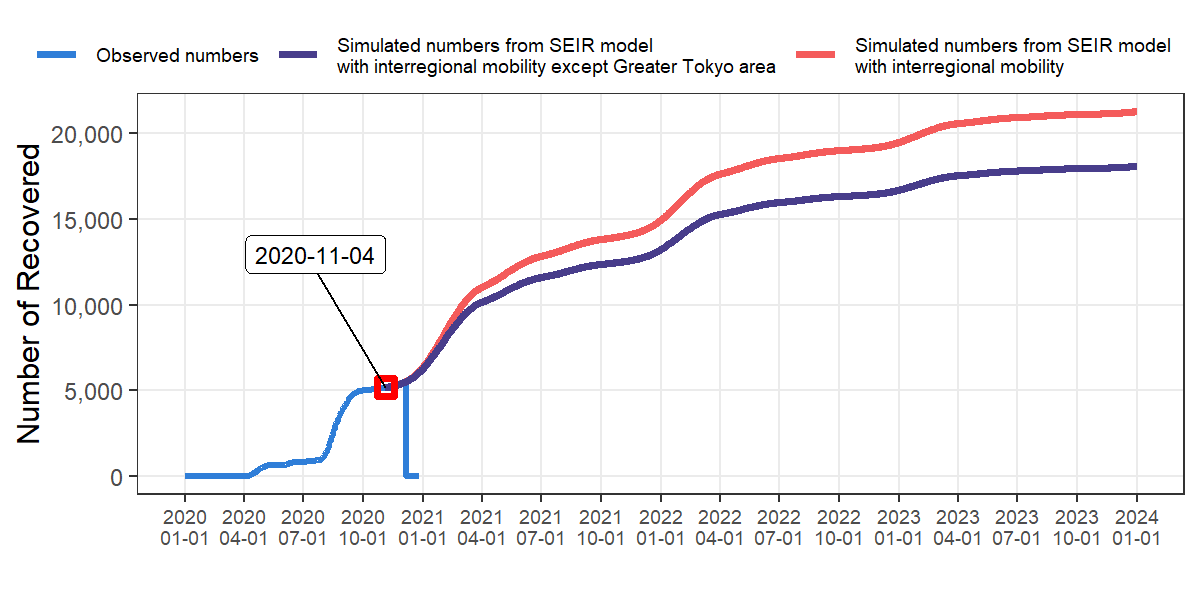 Observed numbers
Simulated numbers from SEIR model
with interregional mobility except Greater Tokyo area
Simulated numbers from SEIR model
with interregional mobility
Number of Recovered
20,000
15,000
10,000
5,000
0
2020-11-04
2020 2020 2020 2020 2021 2021 2021 2021 2022 2022 2022 2022 2023 2023 2023 2023 2024
01-01 04-01 07-01 10-01 01-01 04-01 07-01 10-01 01-01 04-01 07-01 10-01 01-01 04-01 07-01 10-01 01-01